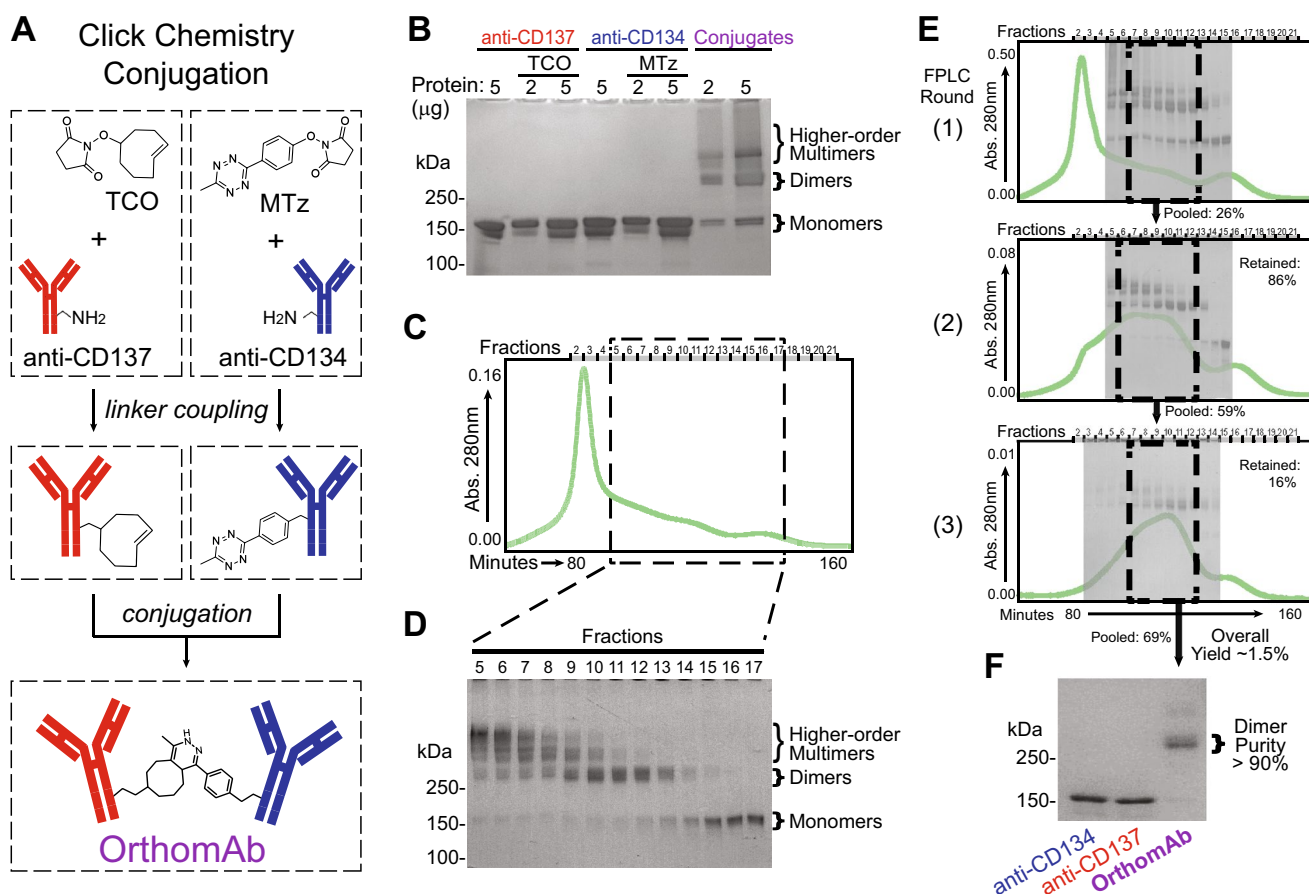 A
Click Chemistry
Conjugation
TCO
MTz
+
+
NH2
H2N
anti-CD137
anti-CD134
linker coupling
conjugation
OrthomAb
B
anti-CD137 anti-CD134 Conjugates
TCO MTz
Protein: 5 2 5 5 2 5 2 5
(μg)
kDa
250-
150-
100-
Higher-order
Multimers
Dimers
Monomers
C
Fractions 2 3 4 5 6 7 8 9 10 11 12 13 14 15 16 17 18 19 20 21
0.16
Abs. 280nm
0.00
Minutes 80 160
D
Fractions
5 6 7 8 9 10 11 12 13 14 15 16 17
kDa
250-
150-
100-
Higher-order
Multimers
Dimers
Monomers
E
Fractions 2 3 4 5 6 7 8 9 10 11 12 13 14 15 16 17 18 19 20 21
FPLC
Round
(1)
0.50
Abs. 280nm
0.00
Pooled: 26%
Fractions 2 3 4 5 6 7 8 9 10 11 12 13 14 15 16 17 18 19 20 21
(2)
0.08
Abs. 280nm
0.00
Retained:
86%
Pooled: 59%
Fractions 2 3 4 5 6 7 8 9 10 11 12 13 14 15 16 17 18 19 20 21
(3)
0.01
Abs. 280nm
0.00
Retained:
16%
Minutes 80 160
Pooled: 69%
Overall
Yield ~1.5%
F
kDa
250-
150-
Dimer
Purity
> 90%
anti-CD134
anti-CD137
OrthomAb